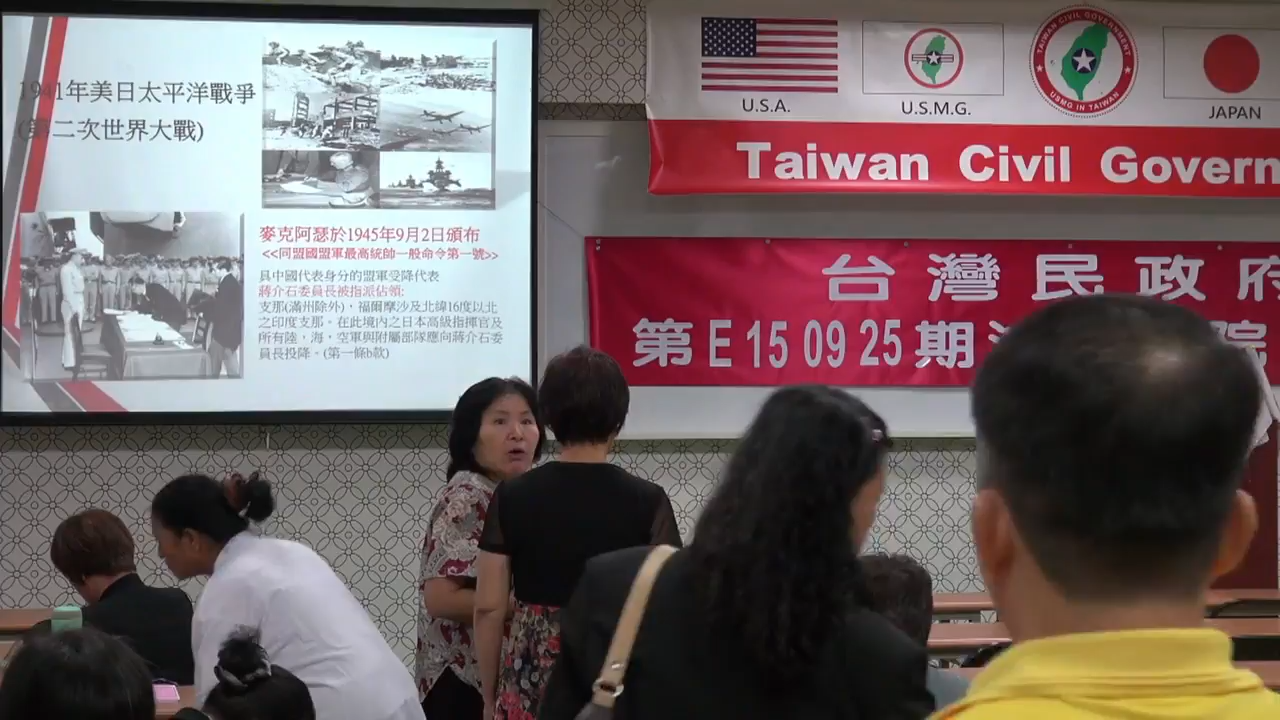 1941年美日太平洋戰爭
(第二次世界大戰)
麥克阿瑟於1945年9月2日頒布
<<同盟國盟軍最高統帥一般命令第一號>>
具中國代表身分的盟軍受降代表
蔣介石委員長被指派佔領:
支那(滿州除外)，福爾摩沙及北緯16度以北
之印度支那。在此境內之日本高級指揮官及
所有陸，海，空軍與附屬部隊應向蔣介石委
員長投降。(第一條b款)
U.S.A.
U.S.M.G.
TAIWAN CIVIL GOVERNMENT
USMG IN TAIWAN
JAPAN
Taiwan Civil Govern
台灣民政府
第E150925期
院